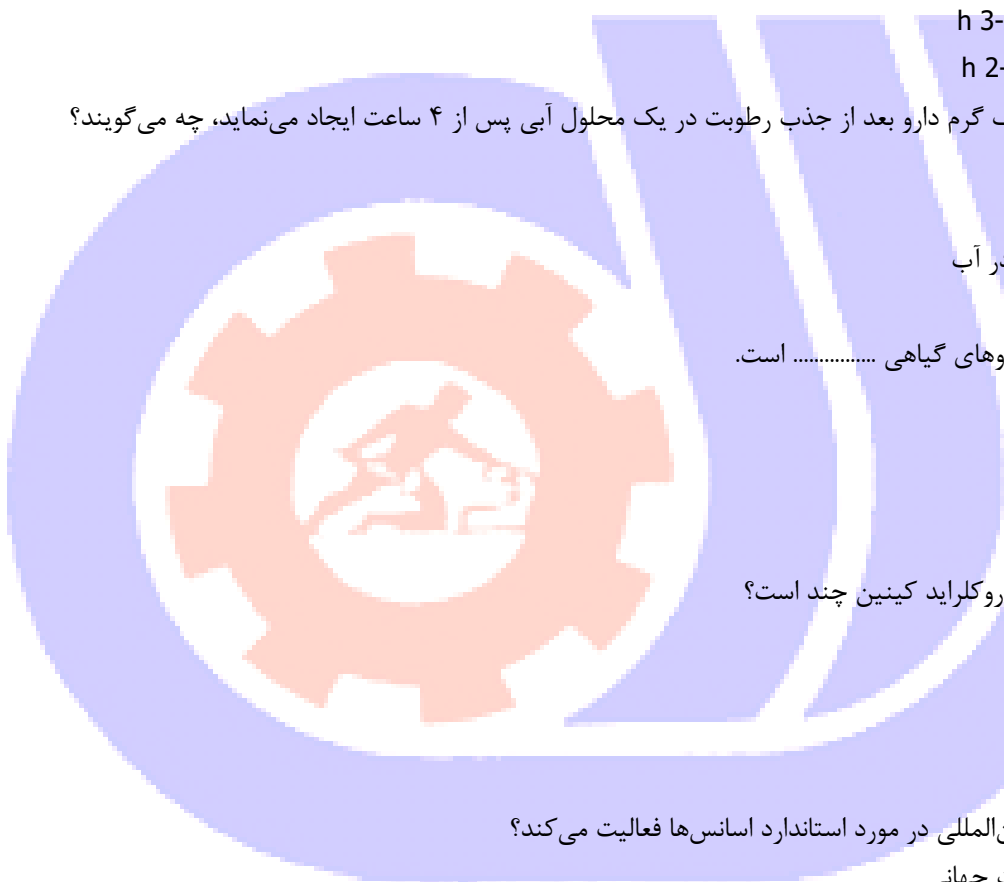 h 3-
h 2-
گرم دارو بعد از جذب رطوبت در یک محلول آبی پس از ۴ ساعت ایجاد می‌نماید، چه می‌گویند؟
در آب
وهای گیاهی ............... است.
روکلراید کینین چند است؟
المللی در مورد استاندارد اسانس‌ها فعالیت می‌کند؟
جهانی